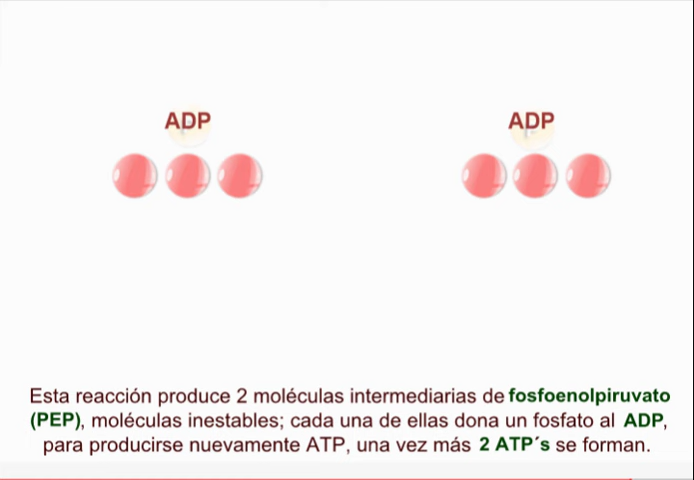 ADP ADP
Esta reacción produce 2 moléculas intermediarias de fosfoenolpiruvato
(PEP), moléculas inestables; cada una de ellas dona un fosfato al ADP,
para producirse nuevamente ATP, una vez más 2 ATP´s se forman.